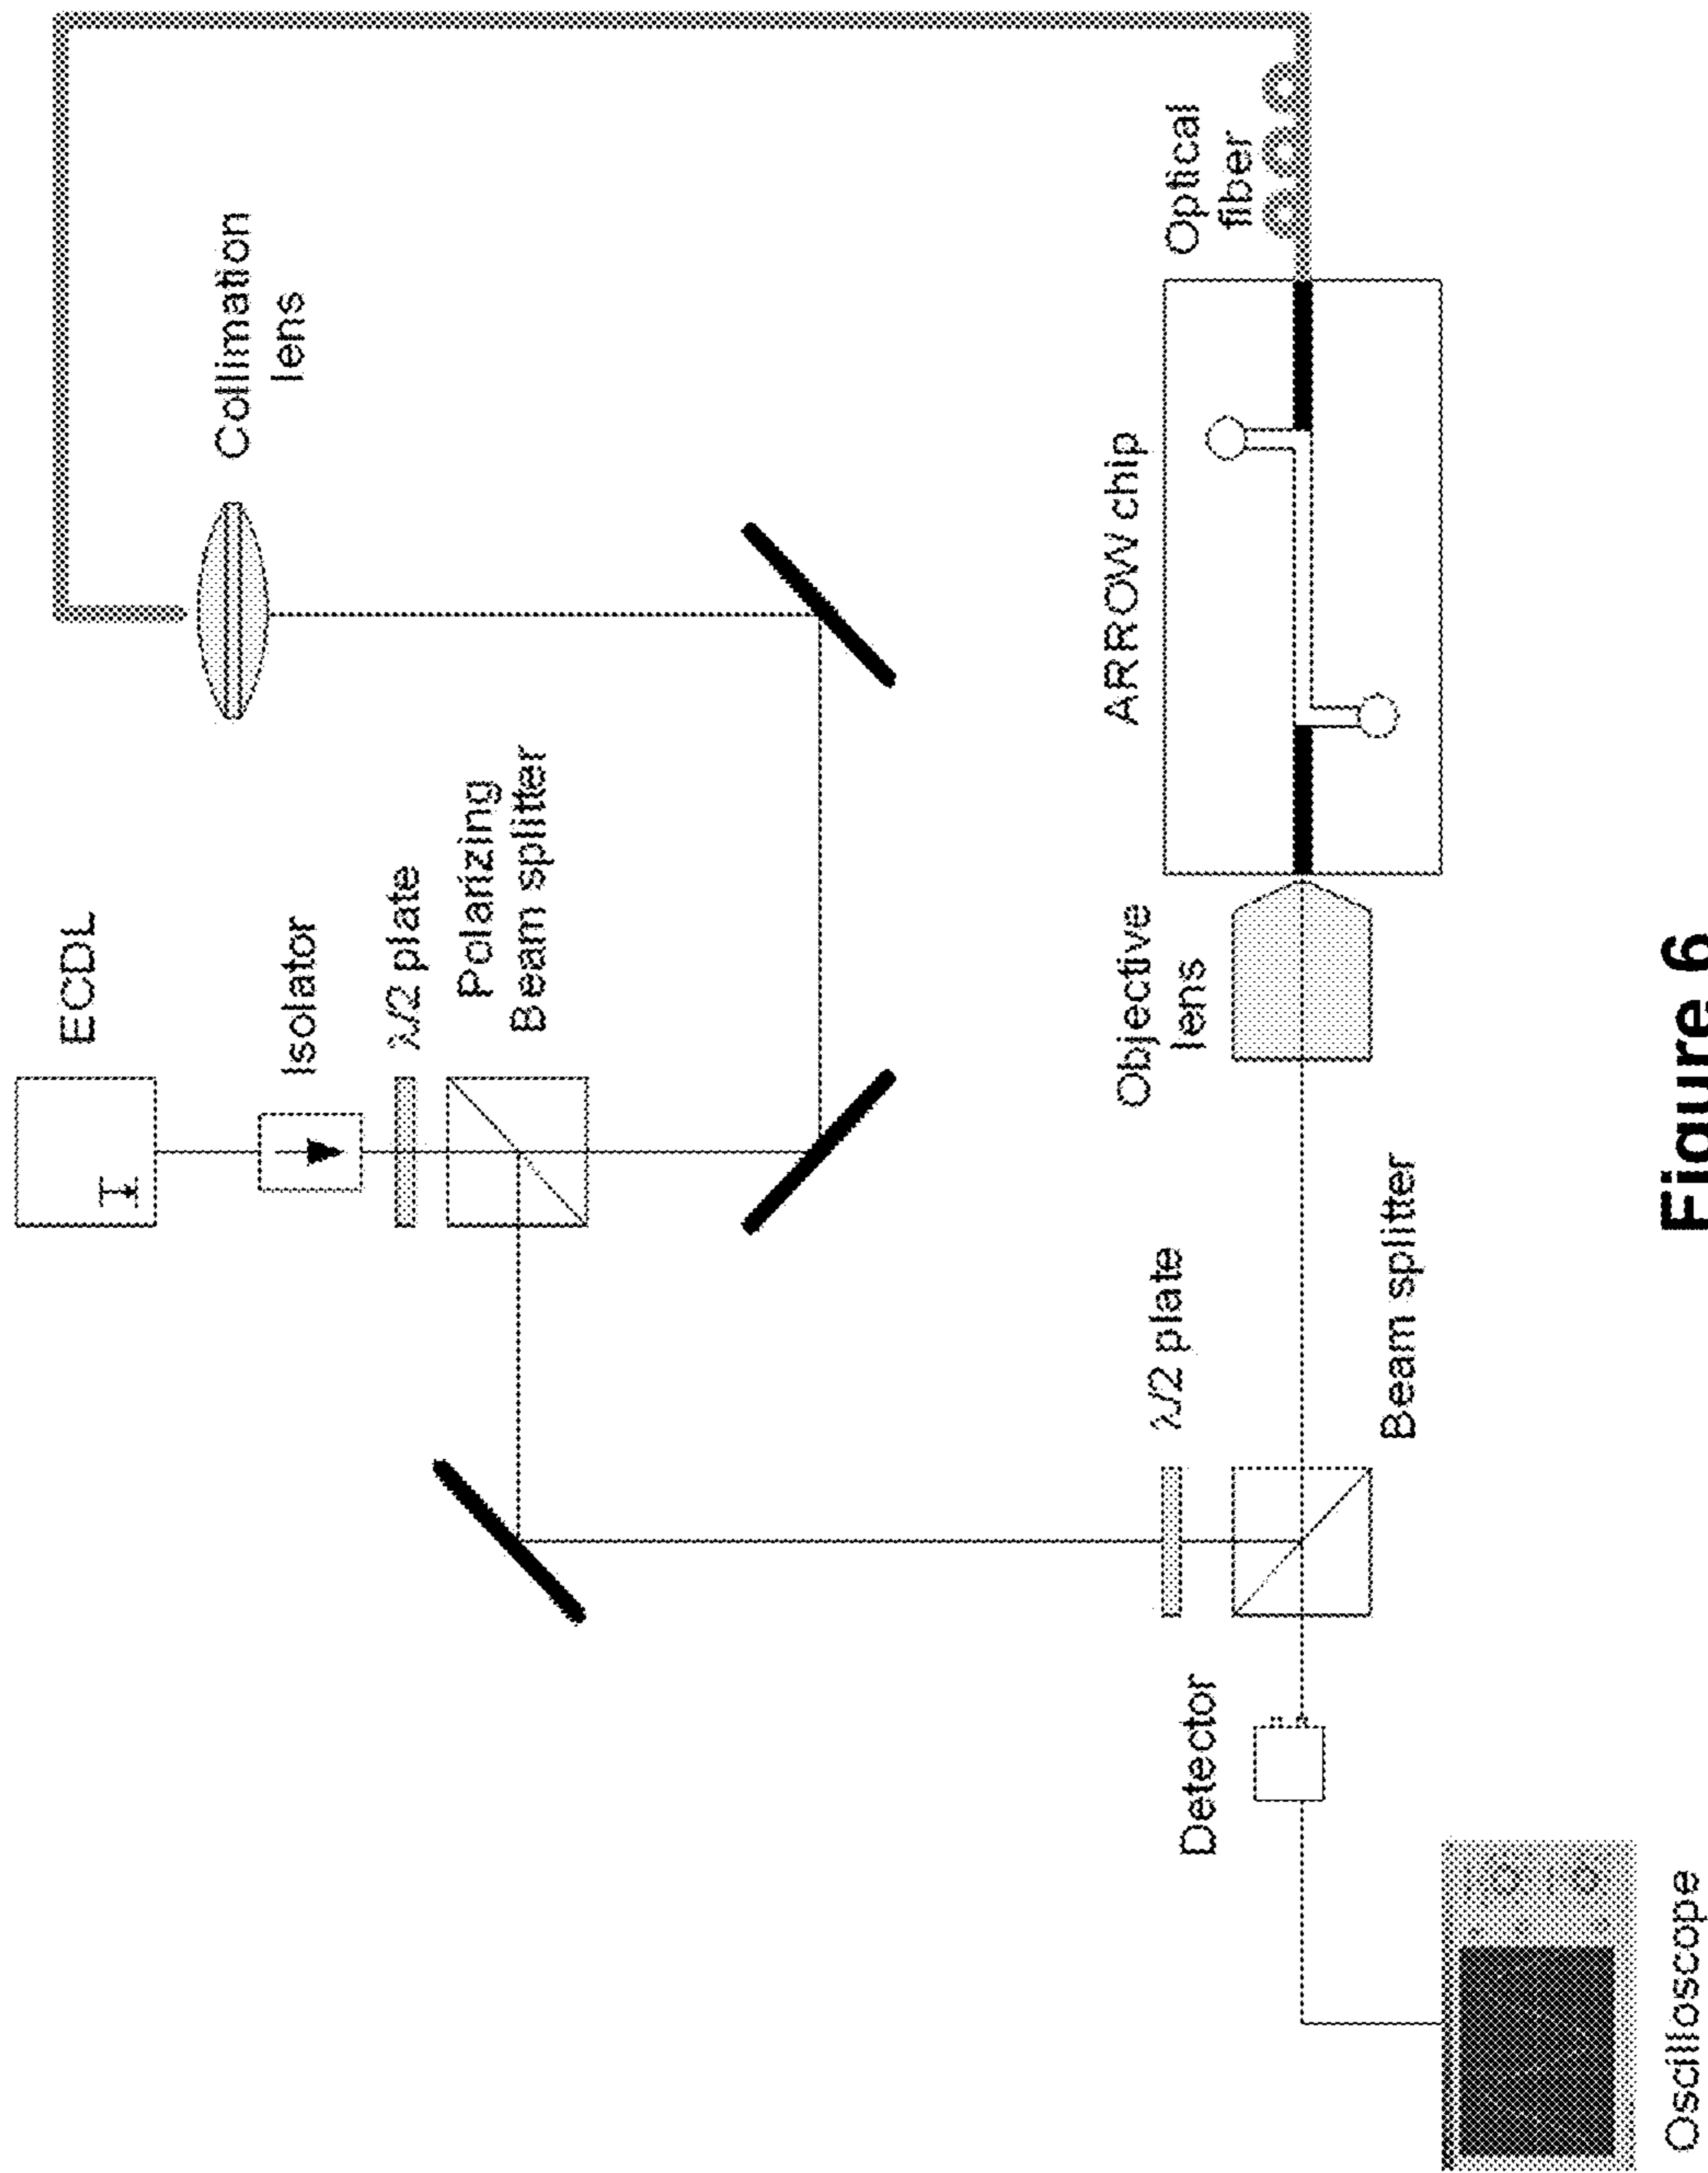 ECDL
Isolator
λ/2 plate
Polarizing
Beam splitter
Collimation
lens
Optical
fiber
ARROW chip
Objective
lens
λ/2 plate
Beam splitter
Detector
Oscilloscope
Figure 6